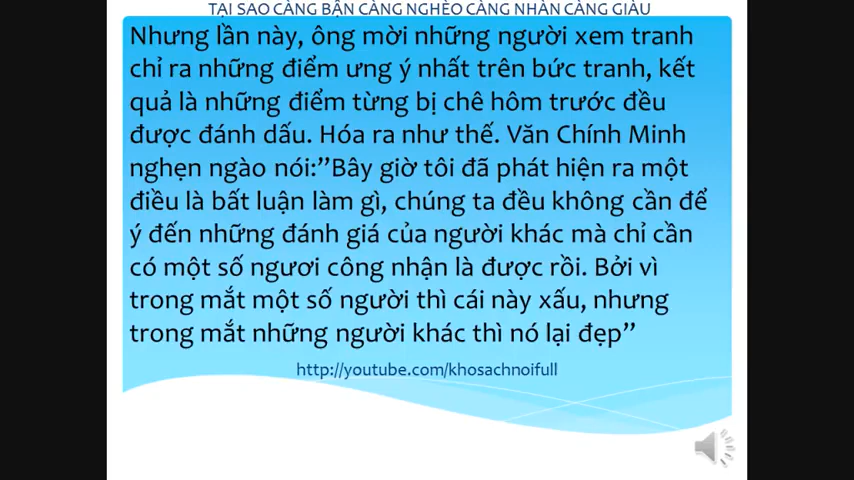 TẠI SAO CÀNG BẬN CÀNG NGHÈO CÀNG NHÀN CÀNG GIÀU
Nhưng lần này, ông mời những người xem tranh
chỉ ra những điểm ưng ý nhất trên bức tranh, kết
quả là những điểm từng bị chê hôm trước đều
được đánh dấu. Hóa ra như thế. Văn Chính Minh
nghẹn ngào nói:”Bây giờ tôi đã phát hiện ra một
điều là bất luận làm gì, chúng ta đều không cần để
ý đến những đánh giá của người khác mà chỉ cần
có một số ngươi công nhận là được rồi. Bởi vì
trong mắt một số người thì cái này xấu, nhưng
trong mắt những người khác thì nó lại đẹp”
http://youtube.com/khosachnoifull